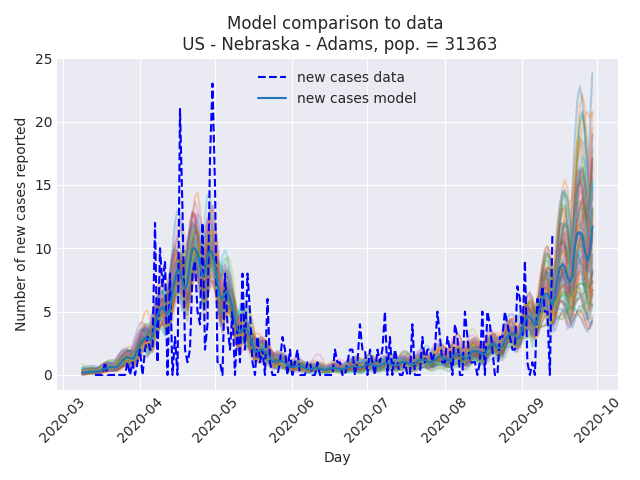 Model comparison to data
US - Nebraska - Adams, pop. = 31363
new cases data
new cases model
Number of new cases reported
25
20
15
10
5
0
2020-03
2020-04
2020-05
2020-06
2020-07
2020-08
2020-09
2020-10
Day